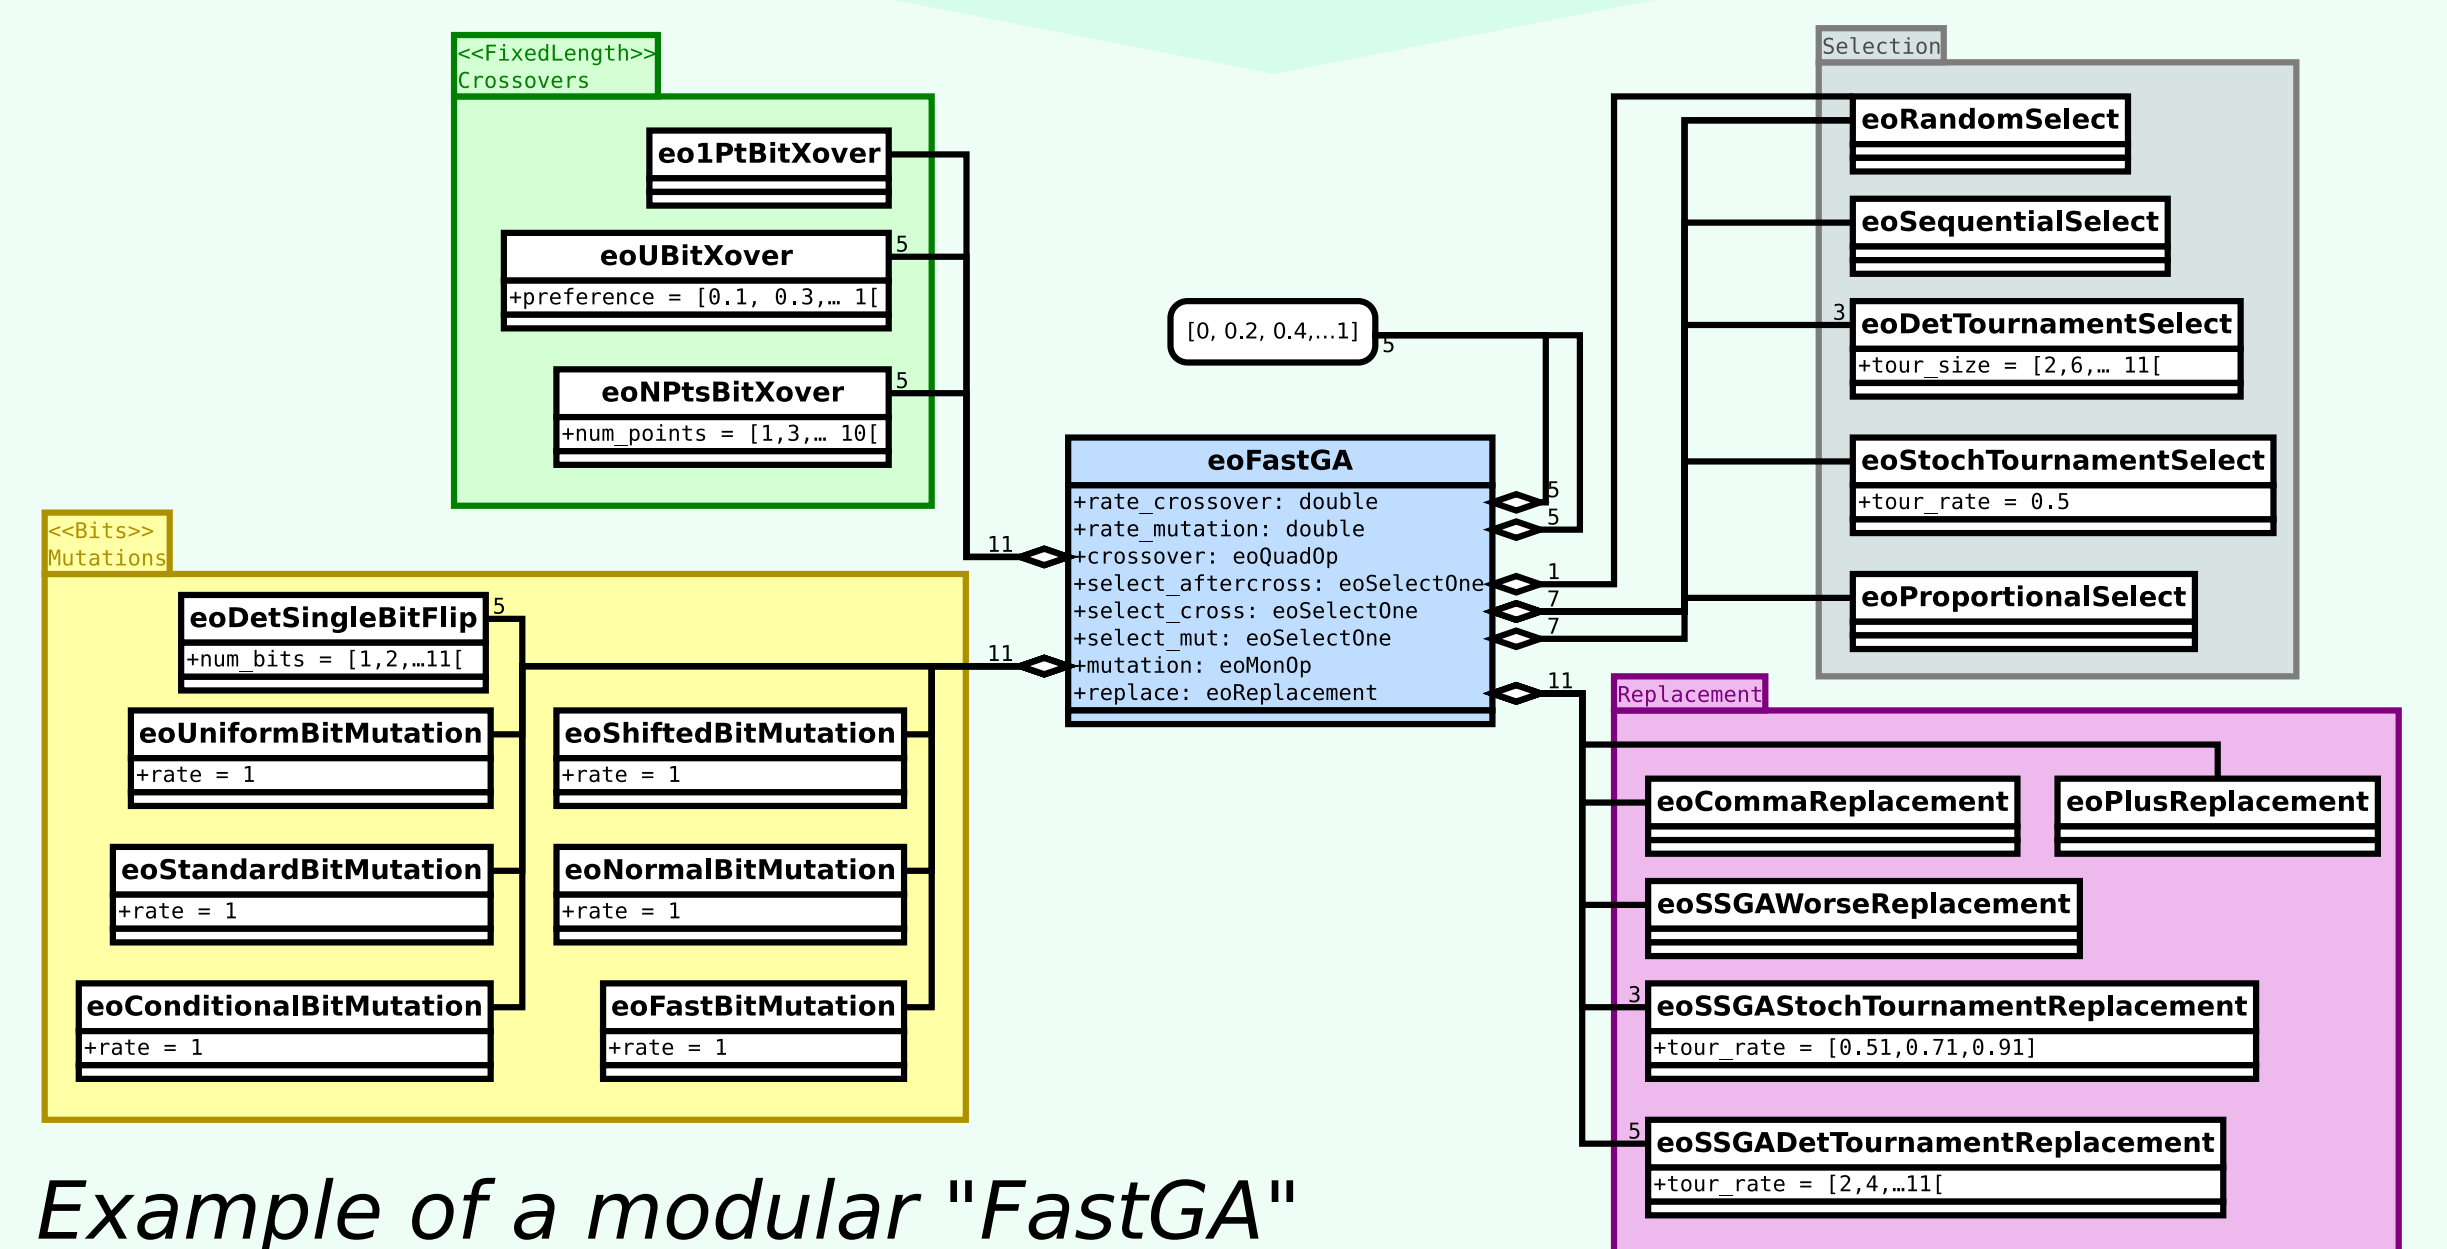 <<FixedLength>>
Crossovers
eo1PtBitXover
eoUBitXover
5
+preference = [0.1, 0.3,… 1[
eoNPtsBitXover
5
+num_points = [1,3,… 10[
<<Bits>>
Mutations
eoDetSingleBitFlip
5
+num_bits = [1,2,…11[
eoUniformBitMutation
+rate = 1
eoShiftedBitMutation
+rate = 1
eoStandardBitMutation
+rate = 1
eoNormalBitMutation
+rate = 1
eoConditionalBitMutation
+rate = 1
eoFastBitMutation
+rate = 1
[0, 0.2, 0.4,...1]
5
eoFastGA
+rate_crossover: double
5
+rate_mutation: double
5
11
+crossover: eoQuadOp
+select_aftercross: eoSelectOne
1
+select_cross: eoSelectOne
7
+select_mut: eoSelectOne
7
11
+mutation: eoMonOp
+replace: eoReplacement
11
Selection
eoRandomSelect
eoSequentialSelect
3
eoDetTournamentSelect
+tour_size = [2,6,… 11[
eoStochTournamentSelect
+tour_rate = 0.5
eoProportionalSelect
Replacement
eoCommaReplacement
eoPlusReplacement
eoSSGAWorseReplacement
3
eoSSGAStochTournamentReplacement
+tour_rate = [0.51,0.71,0.91]
5
eoSSGADetTournamentReplacement
+tour_rate = [2,4,…11[
Example of a modular "FastGA"